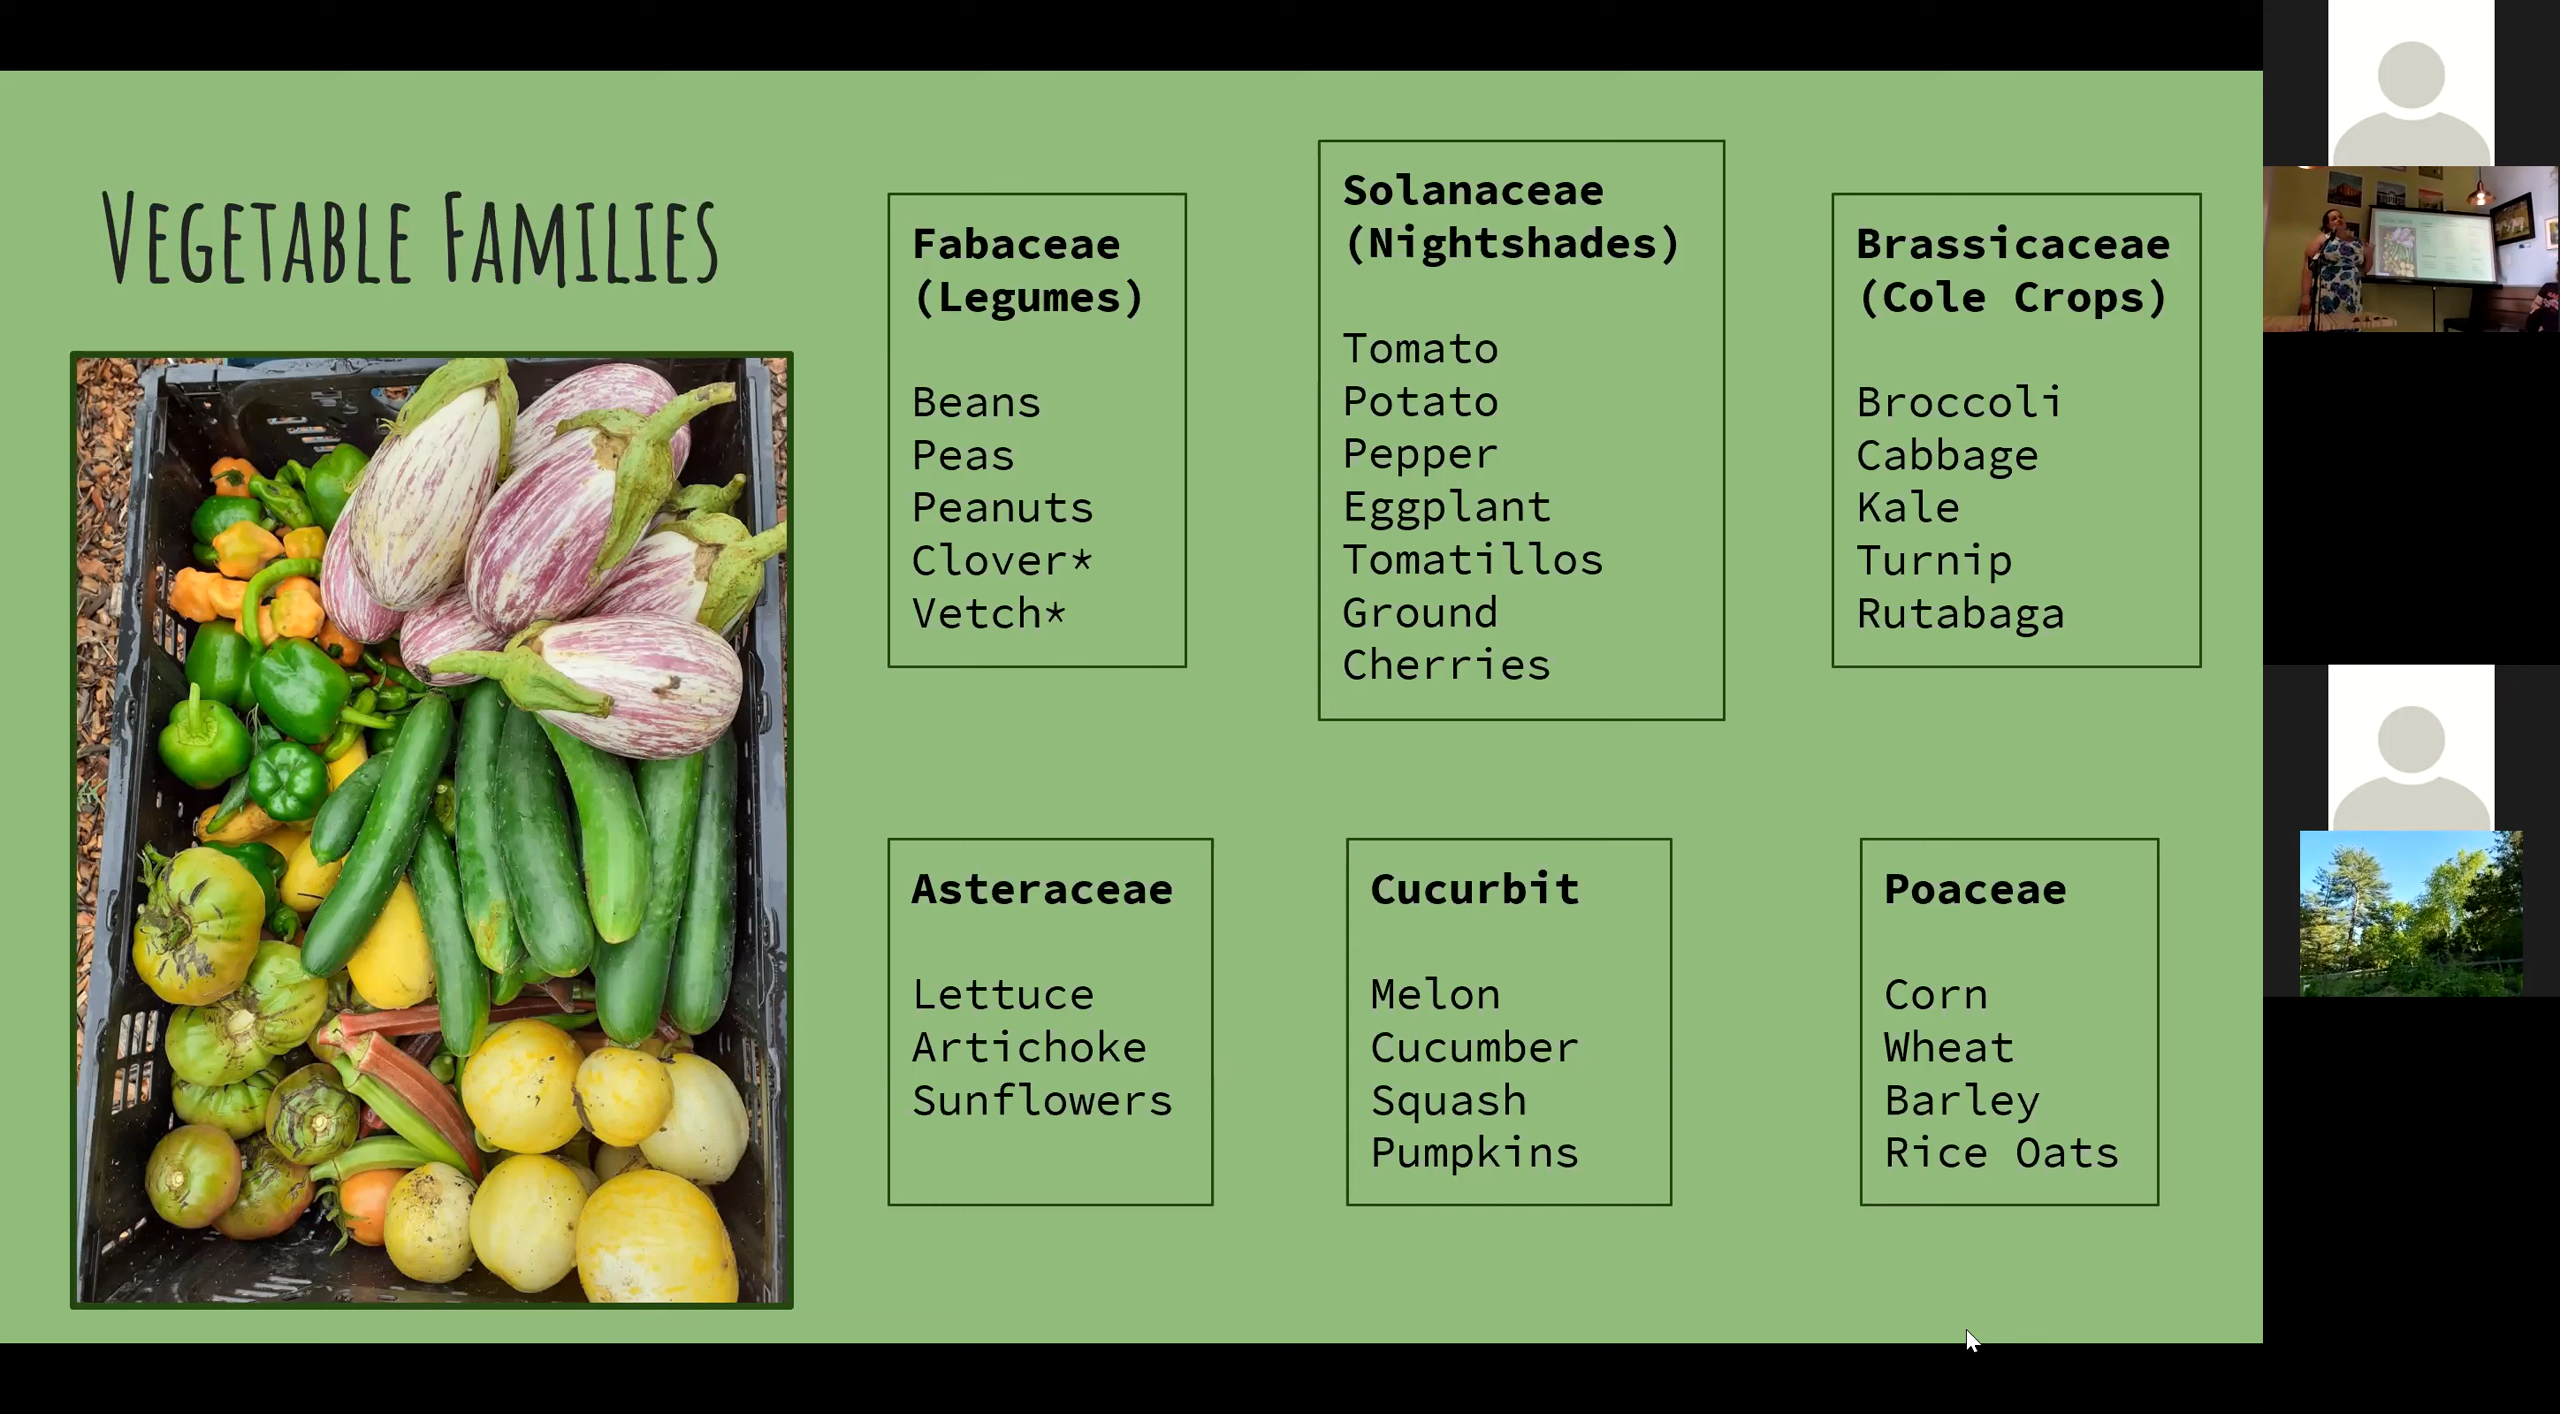 Vegetable Families
Fabaceae
(Legumes)
Beans
Peas
Peanuts
Clover*
Vetch*
Solanaceae
(Nightshades)
Tomato
Potato
Pepper
Eggplant
Tomatillos
Ground
Cherries
Brassicaceae
(Cole Crops)
Broccoli
Cabbage
Kale
Turnip
Rutabaga
Asteraceae
Lettuce
Artichoke
Sunflowers
Cucurbit
Melon
Cucumber
Squash
Pumpkins
Poaceae
Corn
Wheat
Barley
Rice Oats